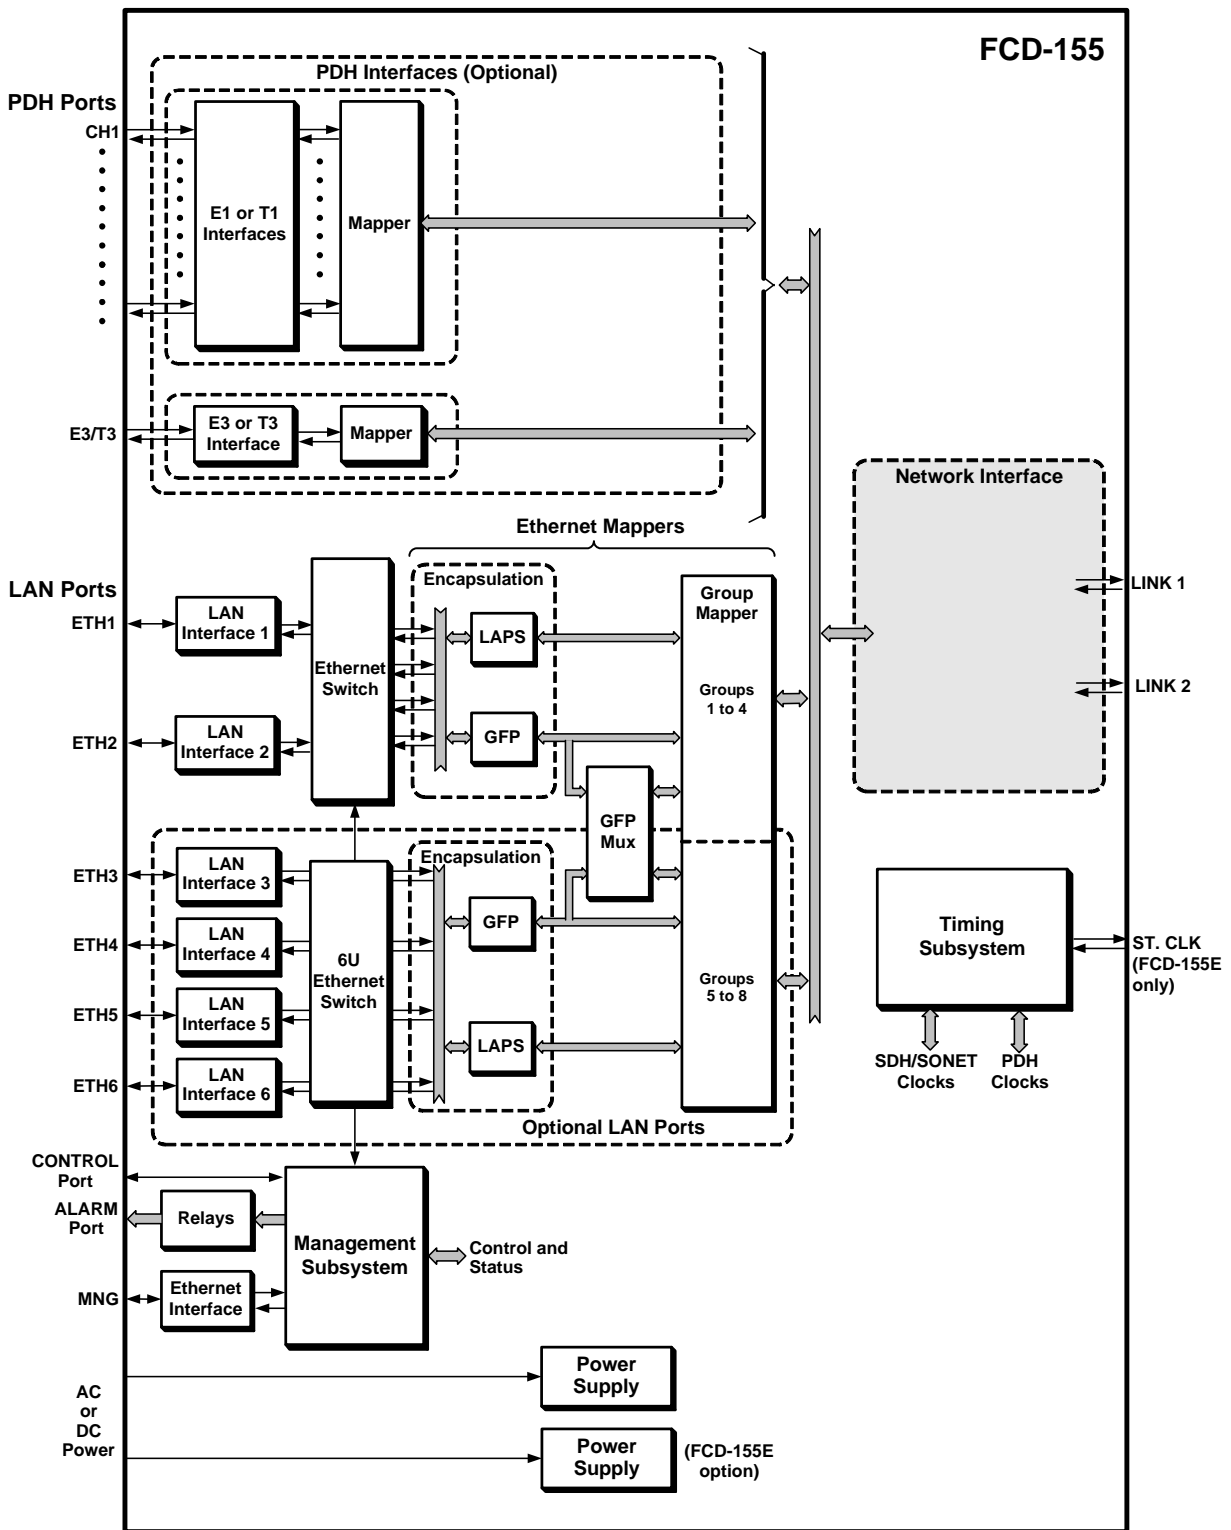 FCD-155
PDH Interfaces (Optional)
PDH Ports
CH1
E1 or T1
Interfaces
Mapper
E3/T3
E3 or T3
Interface
Mapper
Network Interface
LINK 1
LINK 2
Ethernet Mappers
LAN Ports
Encapsulation
Group
Mapper
ETH1
LAN
Interface 1
Ethernet
Switch
LAPS
Groups
1 to 4
ETH2
LAN
Interface 2
GFP
GFP
Mux
Encapsulation
ETH3
LAN
Interface 3
ETH4
LAN
Interface 4
6U
Ethernet
Switch
GFP
Groups
5 to 8
ETH5
LAN
Interface 5
LAPS
ETH6
LAN
Interface 6
Optional LAN Ports
Timing
Subsystem
ST. CLK
(FCD-155E
only)
SDH/SONET
Clocks
PDH
Clocks
CONTROL
Port
ALARM
Port
Relays
Management
Subsystem
Control and
Status
MNG
Ethernet
Interface
AC
or
DC
Power
Power
Supply
Power
Supply
(FCD-155E
option)